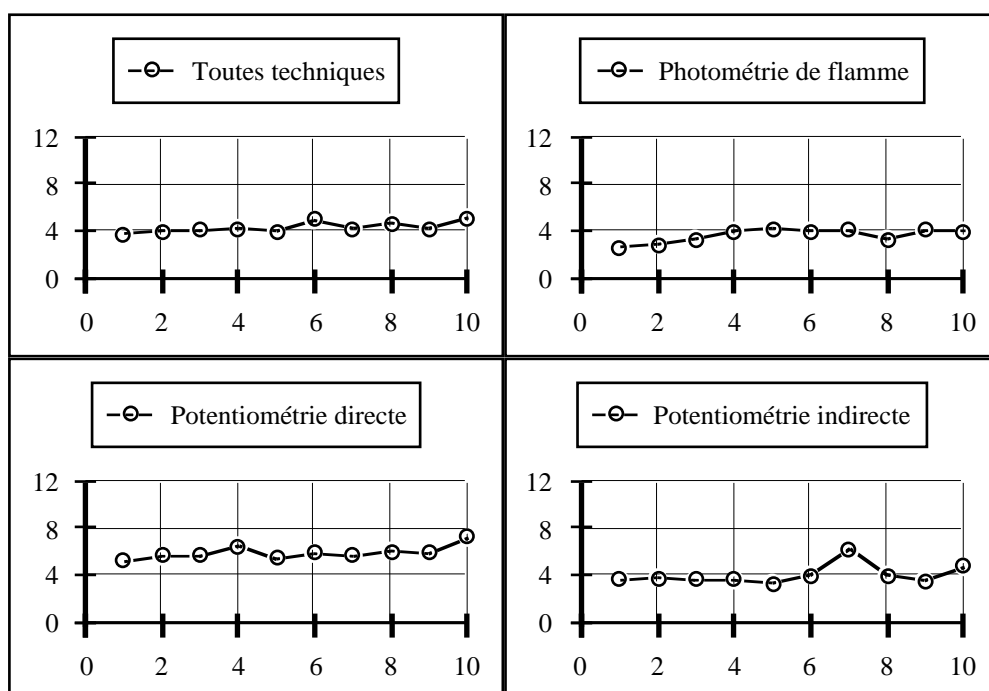 Toutes techniques
12
8
4
0
0 2 4 6 8 10
Photométrie de flamme
12
8
4
0
0 2 4 6 8 10
Potentiométrie directe
12
8
4
0
0 2 4 6 8 10
Potentiométrie indirecte
12
8
4
0
0 2 4 6 8 10